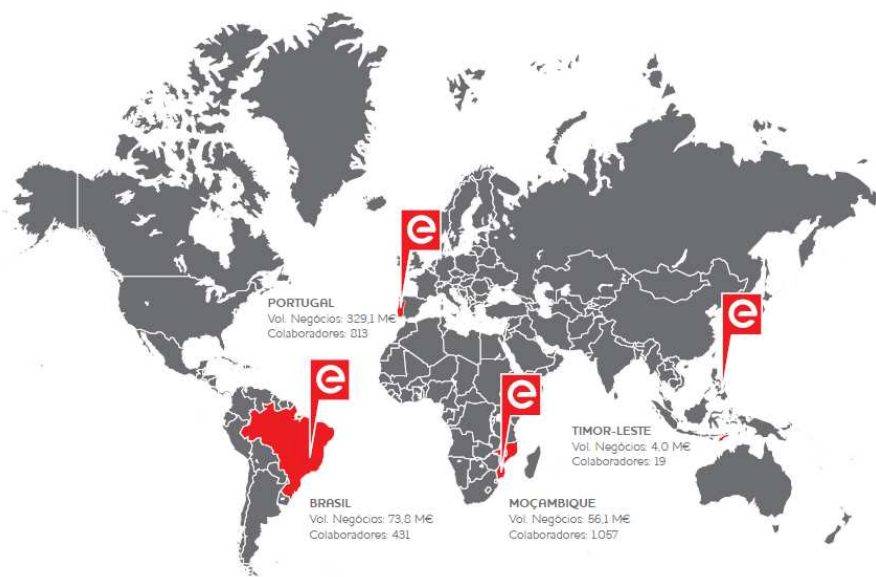 e
PORTUGAL
Vol. Negócios: 329,1 M€
Colaboradores: 813
e
e
e
TIMOR-LESTE
Vol. Negócios: 4,0 M€
Colaboradores: 19
BRASIL
Vol. Negócios: 73,8 M€
Colaboradores: 431
MOÇAMBIQUE
Vol. Negócios: 56,1 M€
Colaboradores: 1.057